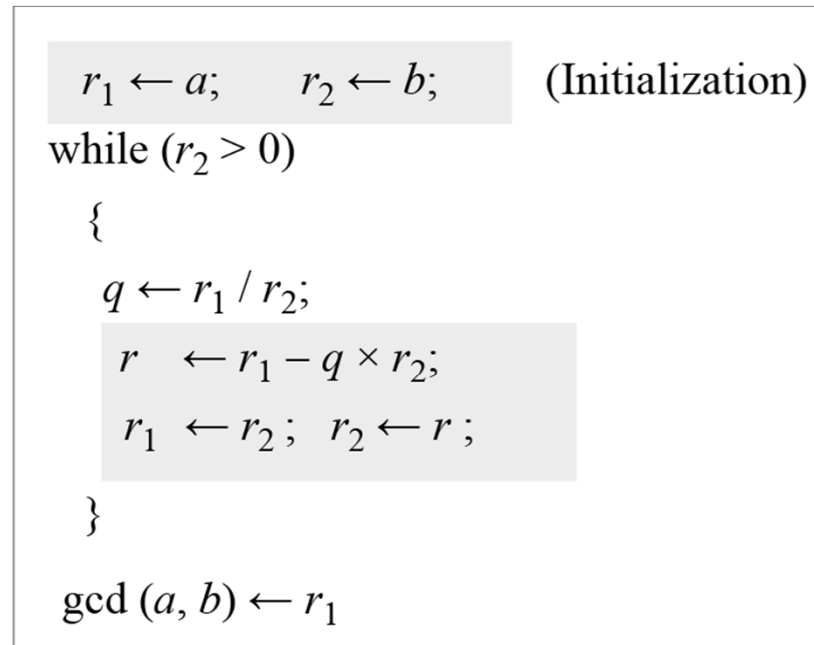 r₁ ← a; r₂ ← b; (Initialization)
while (r₂ > 0)
{
q ← r₁ / r₂;
r ← r₁ − q × r₂;
r₁ ← r₂ ; r₂ ← r ;
}
gcd (a, b) ← r₁